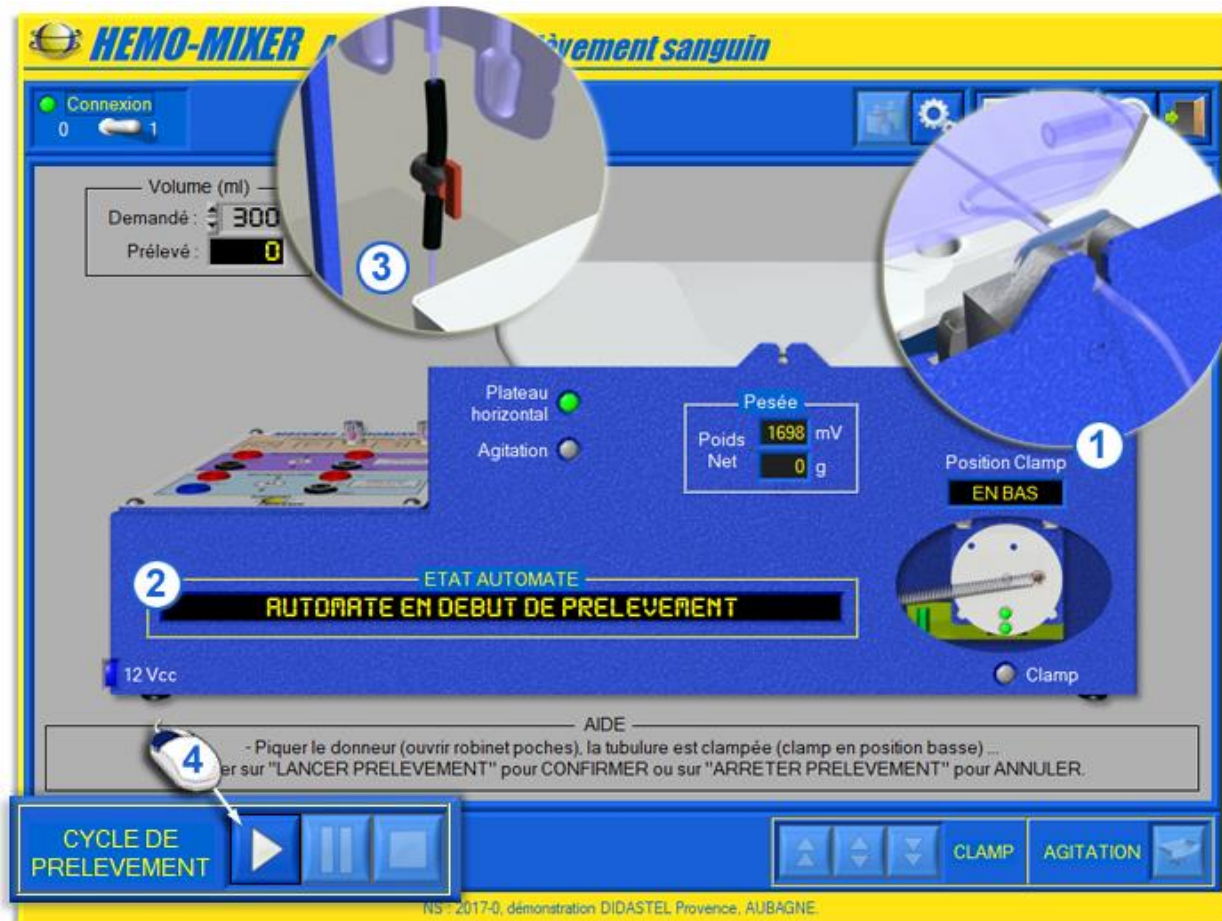 HEMO-MIXER
èvement sanguin
Connexion
0 1
Volume (ml)
Demandé : 300
Prélevé : 0
3
1
Plateau
horizontal
Agitation
Pesée
Poids
Net
1698 mV
0 g
Position Clamp
EN BAS
2
ETAT AUTOMATE
AUTOMATE EN DEBUT DE PRELEVEMENT
12 Vcc
Clamp
AIDE
- Piquer le donneur (ouvrir robinet poches), la tubulure est clampée (clamp en position basse) ...
er sur "LANCER PRELEVEMENT" pour CONFIRMER ou sur "ARRETER PRELEVEMENT" pour ANNULER.
4
CYCLE DE
PRELEVEMENT
CLAMP
AGITATION
NS : 2017-0, démonstration DIDASTEL Provence, AUBAGNE.